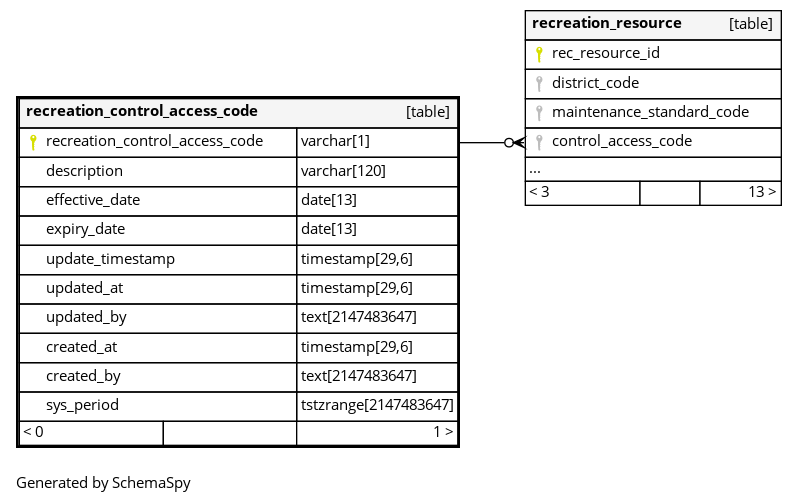 recreation_resource [table]
rec_resource_id
district_code
maintenance_standard_code
control_access_code
...
< 3 13 >
recreation_control_access_code [table]
recreation_control_access_code varchar[1]
description varchar[120]
effective_date date[13]
expiry_date date[13]
update_timestamp timestamp[29,6]
updated_at timestamp[29,6]
updated_by text[2147483647]
created_at timestamp[29,6]
created_by text[2147483647]
sys_period tstzrange[2147483647]
< 0 1 >
Generated by SchemaSpy